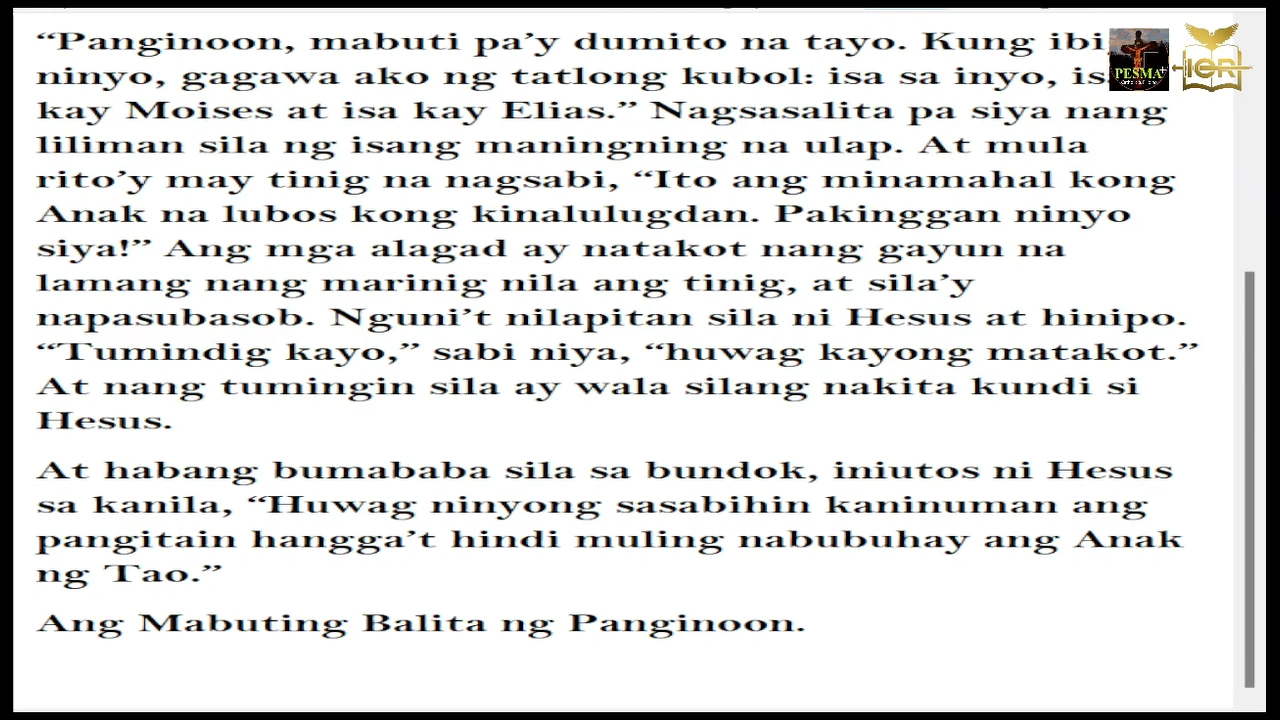 “Panginoon, mabuti pa’y dumito na tayo. Kung ibi
ninyo, gagawa ako ng tatlong kubol: isa sa inyo, is
kay Moises at isa kay Elias.” Nagsasalita pa siya nang
liliman sila ng isang maningning na ulap. At mula
rito’y may tinig na nagsabi, “Ito ang minamahal kong
Anak na lubos kong kinalulugdan. Pakinggan ninyo
siya!” Ang mga alagad ay natakot nang gayun na
lamang nang marinig nila ang tinig, at sila’y
napasubasob. Nguni’t nilapitan sila ni Hesus at hinipo.
“Tumindig kayo,” sabi niya, “huwag kayong matakot.”
At nang tumingin sila ay wala silang nakita kundi si
Hesus.
At habang bumababa sila sa bundok, iniutos ni Hesus
sa kanila, “Huwag ninyong sasabihin kaninuman ang
pangitain hangga’t hindi muling nabubuhay ang Anak
ng Tao.”
Ang Mabuting Balita ng Panginoon.
PESMA